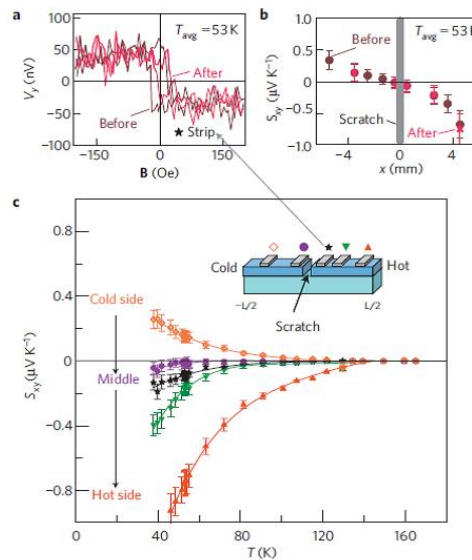 a
100
50
0
−50
−100
V_y (nV)
T_avg = 53 K
After
Before
★ Strip
−200
−100
0
100
B (Oe)
b
1.0
0.5
0
−0.5
−1.0
S_xy (μV K⁻¹)
Before
T_avg = 53 K
Scratch
After
−4
0
4
x (mm)
c
0.8
0.4
0
−0.4
−0.8
S_xy (μV K⁻¹)
Cold side
Middle
Hot side
Cold
Hot
−L/2
L/2
Scratch
0
40
80
120
160
T (K)